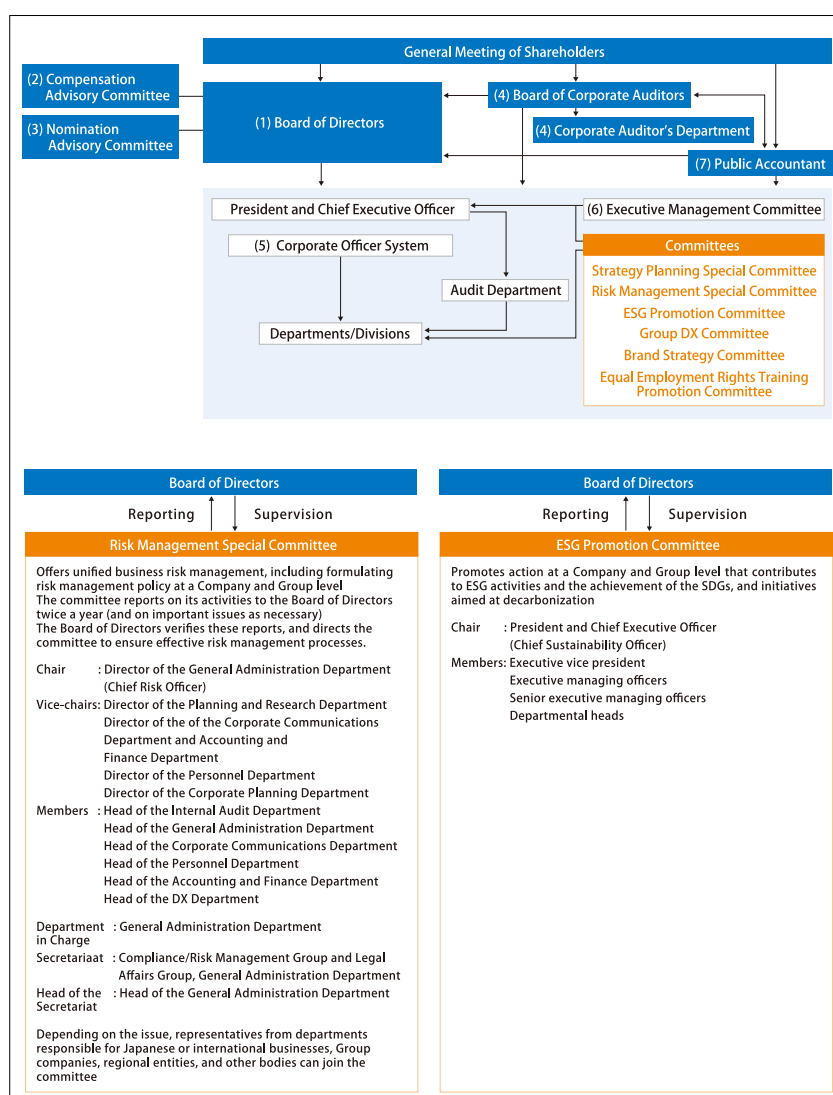 General Meeting of Shareholders
(2) Compensation
Advisory Committee
(3) Nomination
Advisory Committee
(1) Board of Directors
(4) Board of Corporate Auditors
(4) Corporate Auditor's Department
(7) Public Accountant
President and Chief Executive Officer
(6) Executive Management Committee
(5) Corporate Officer System
Audit Department
Departments/Divisions
Committees
Strategy Planning Special Committee
Risk Management Special Committee
ESG Promotion Committee
Group DX Committee
Brand Strategy Committee
Equal Employment Rights Training
Promotion Committee
Board of Directors
Reporting Supervision
Risk Management Special Committee
Offers unified business risk management, including formulating
risk management policy at a Company and Group level
The committee reports on its activities to the Board of Directors
twice a year (and on important issues as necessary)
The Board of Directors verifies these reports, and directs the
committee to ensure effective risk management processes.
Chair : Director of the General Administration Department
(Chief Risk Officer)
Vice-chairs: Director of the Planning and Research Department
Director of the of the Corporate Communications
Department and Accounting and
Finance Department
Director of the Personnel Department
Director of the Corporate Planning Department
Members : Head of the Internal Audit Department
Head of the General Administration Department
Head of the Corporate Communications Department
Head of the Personnel Department
Head of the Accounting and Finance Department
Head of the DX Department
Department : General Administration Department
in Charge
Secretariaat : Compliance/Risk Management Group and Legal
Affairs Group, General Administration Department
Head of the : Head of the General Administration Department
Secretariat
Depending on the issue, representatives from departments
responsible for Japanese or international businesses, Group
companies, regional entities, and other bodies can join the
committee
Board of Directors
Reporting Supervision
ESG Promotion Committee
Promotes action at a Company and Group level that contributes
to ESG activities and the achievement of the SDGs, and initiatives
aimed at decarbonization
Chair : President and Chief Executive Officer
(Chief Sustainability Officer)
Members: Executive vice president
Executive managing officers
Senior executive managing officers
Departmental heads